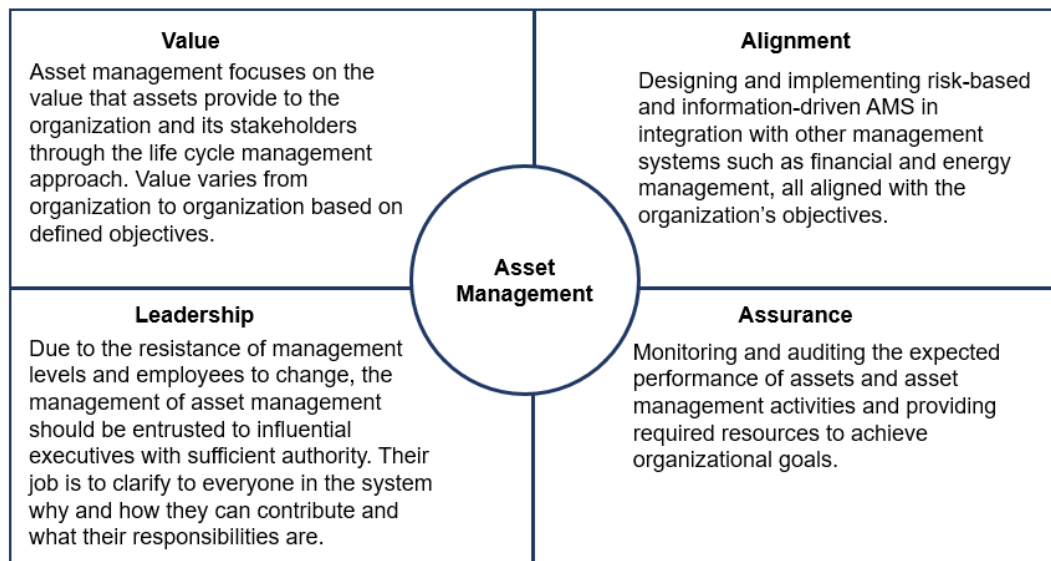 Value
Asset management focuses on the
value that assets provide to the
organization and its stakeholders
through the life cycle management
approach. Value varies from
organization to organization based on
defined objectives.
Alignment
Designing and implementing risk-based
and information-driven AMS in
integration with other management
systems such as financial and energy
management, all aligned with the
organization’s objectives.
Asset
Management
Leadership
Due to the resistance of management
levels and employees to change, the
management of asset management
should be entrusted to influential
executives with sufficient authority. Their
job is to clarify to everyone in the system
why and how they can contribute and
what their responsibilities are.
Assurance
Monitoring and auditing the expected
performance of assets and asset
management activities and providing
required resources to achieve
organizational goals.